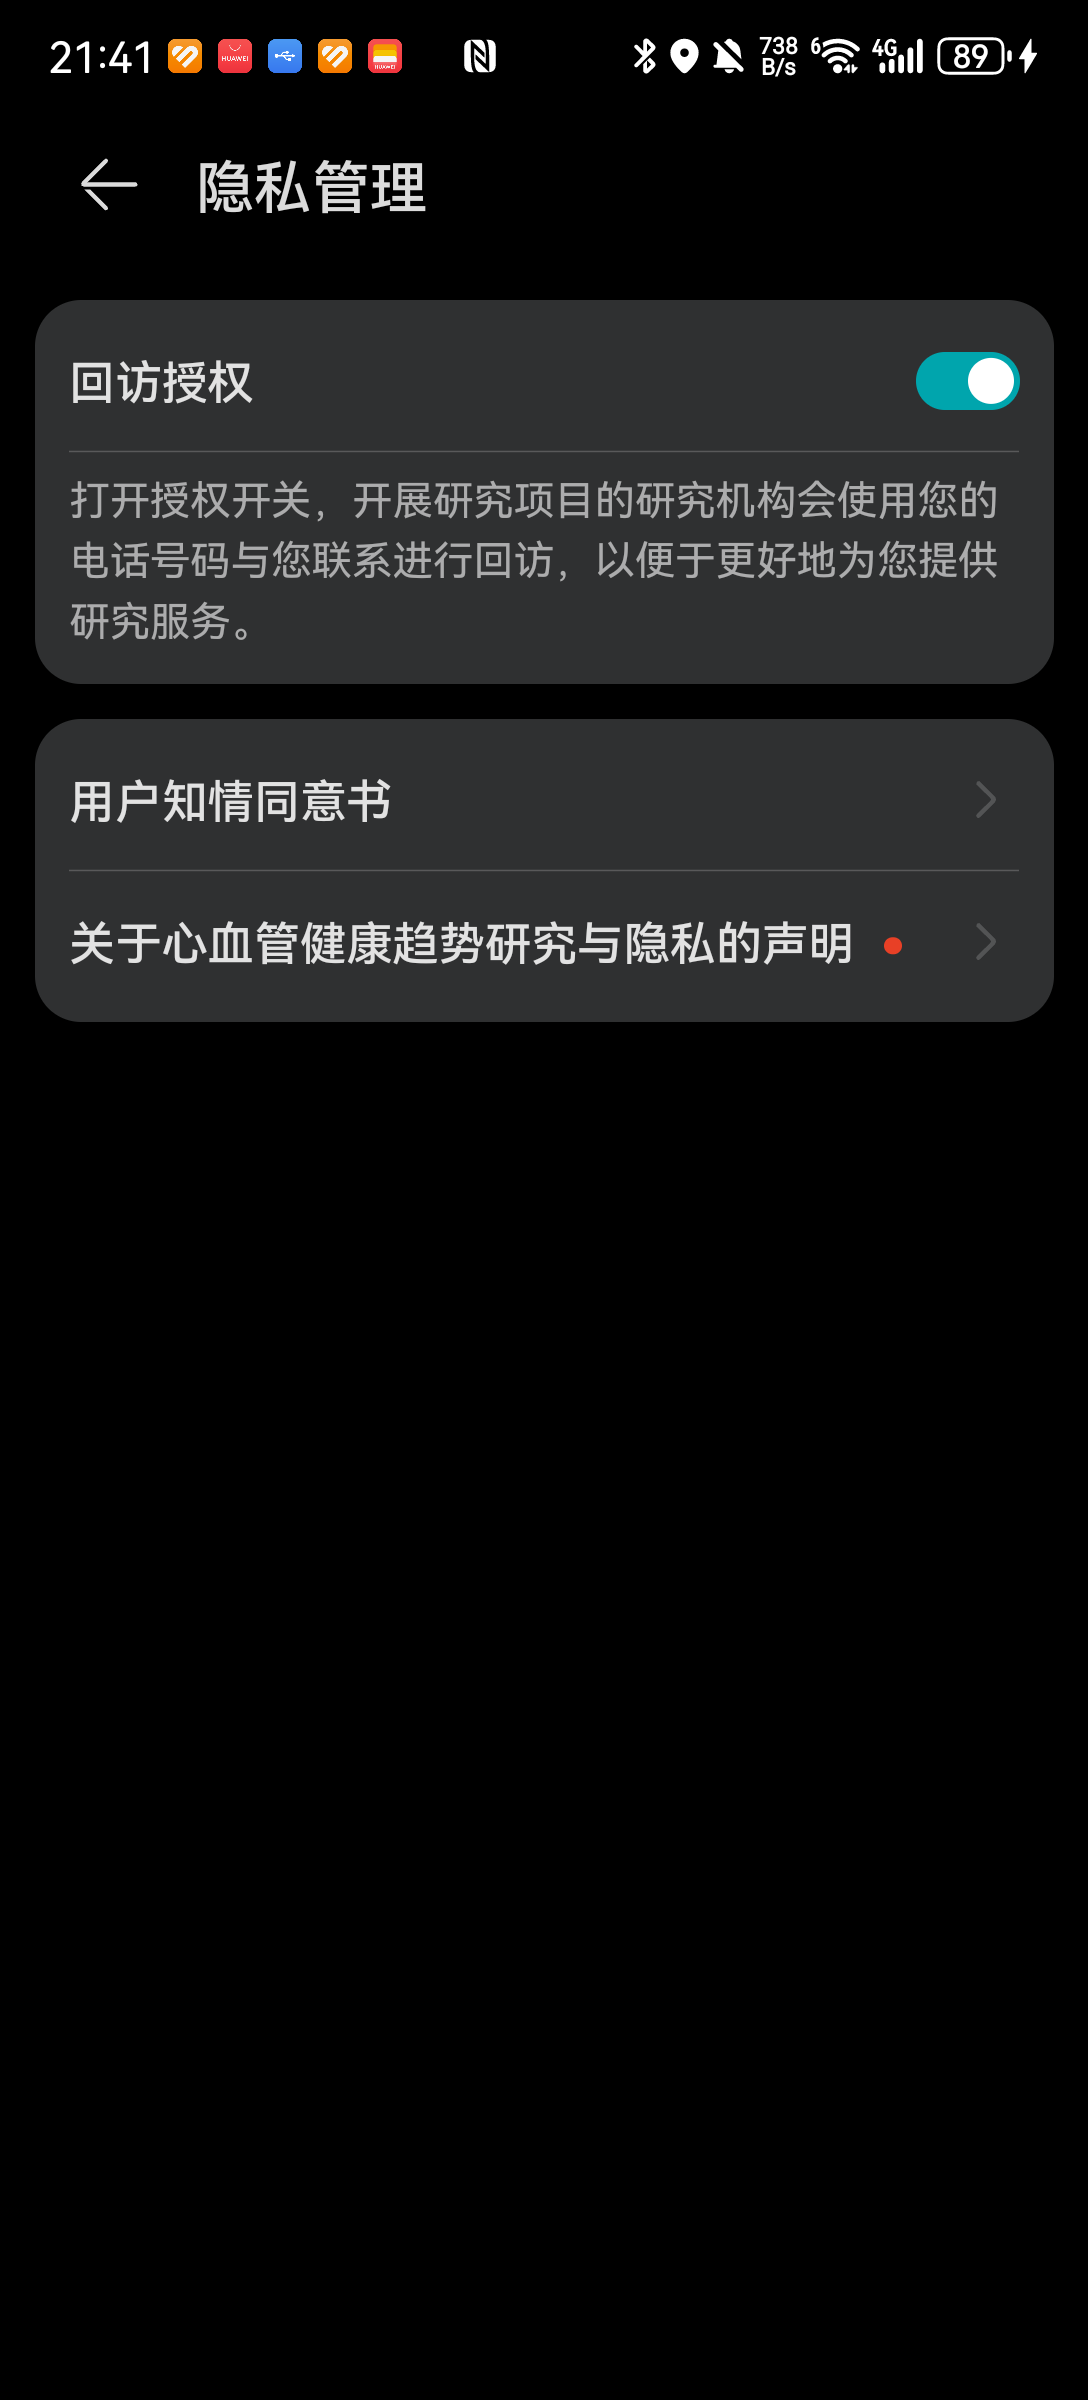 21:41
HUAWEI
HUAWEI
738
B/s
6
4G
89
隐私管理
回访授权
打开授权开关，开展研究项目的研究机构会使用您的
电话号码与您联系进行回访，以便于更好地为您提供
研究服务。
用户知情同意书
关于心血管健康趋势研究与隐私的声明